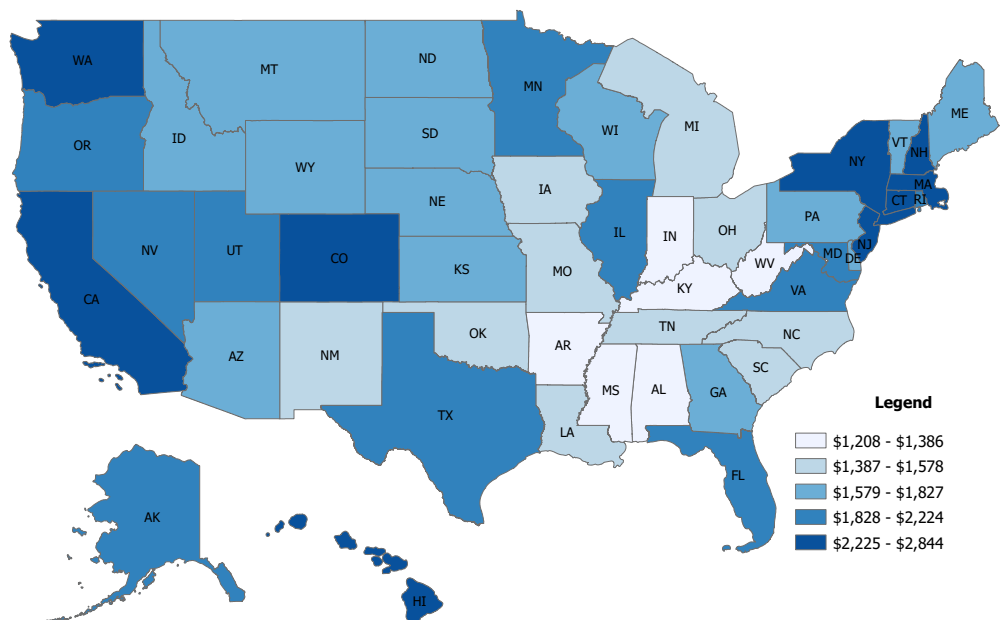 WA
MT
ND
MN
ME
OR
ID
SD
WI
MI
VT
NH
WY
NY
MA
IA
NE
CT
RI
PA
NV
UT
CO
IL
IN
OH
NJ
MD
DE
KS
MO
WV
CA
KY
VA
TN
NC
OK
AZ
NM
AR
SC
MS
AL
GA
TX
LA
FL
AK
HI
Legend
$1,208 - $1,386
$1,387 - $1,578
$1,579 - $1,827
$1,828 - $2,224
$2,225 - $2,844